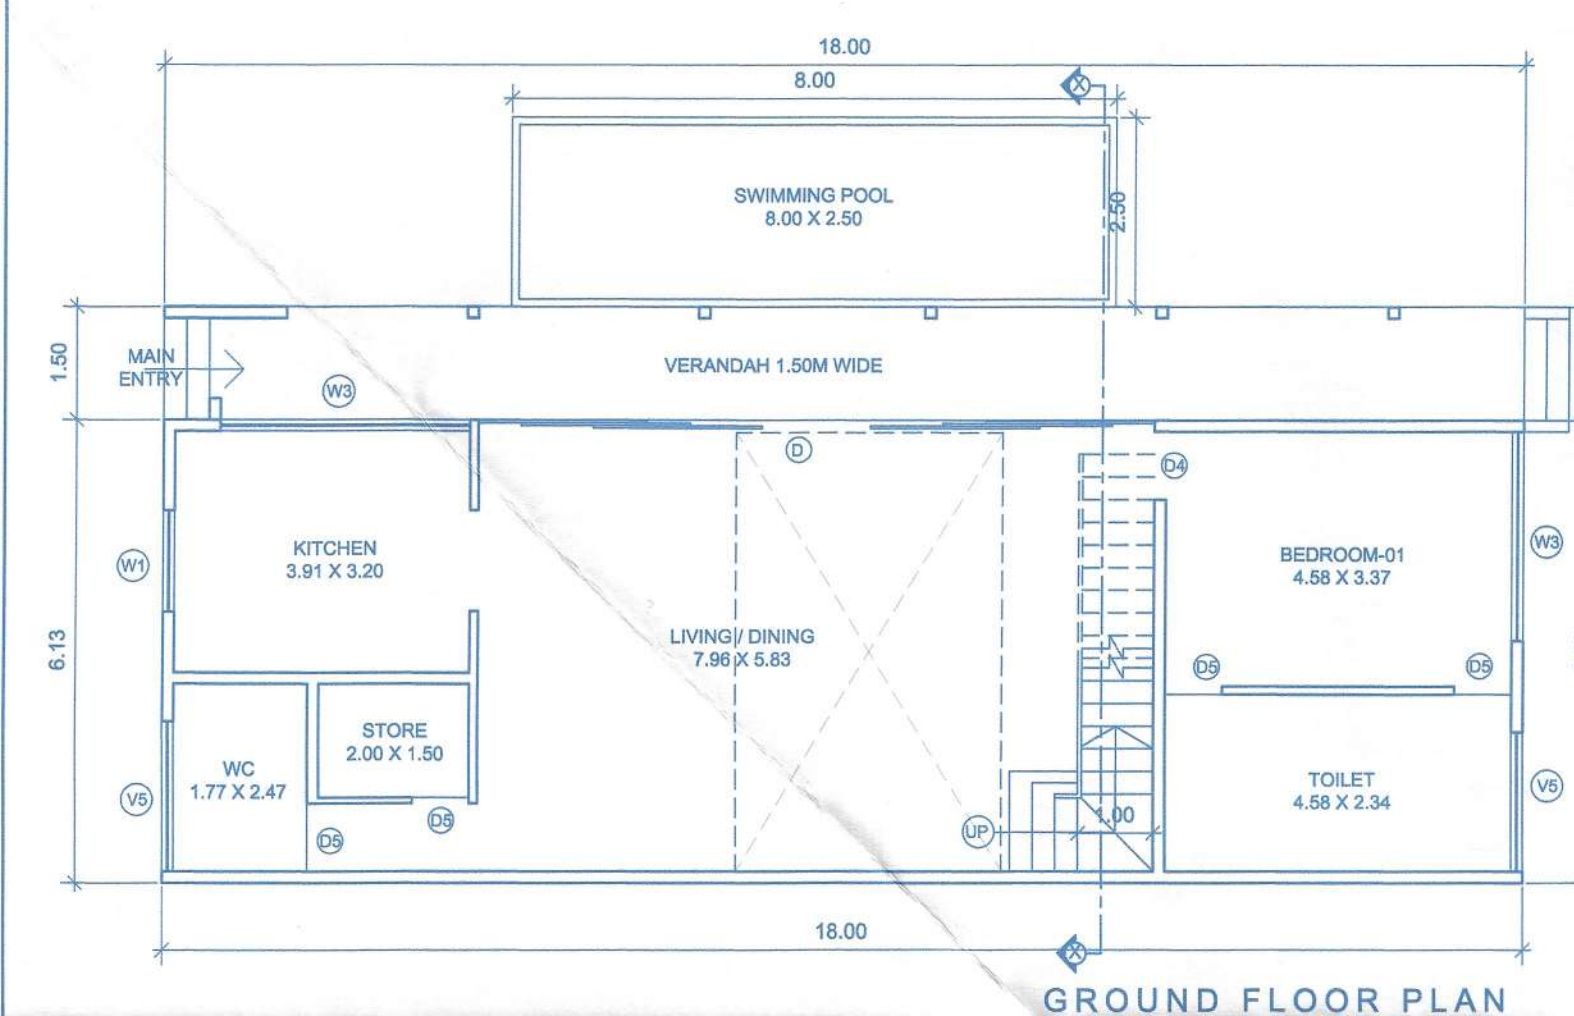 18.00
8.00
X
SWIMMING POOL
8.00 X 2.50
2.50
1.50
MAIN
ENTRY
VERANDAH 1.50M WIDE
W3
D
D4
KITCHEN
3.91 X 3.20
W1
BEDROOM-01
4.58 X 3.37
W3
6.13
LIVING / DINING
7.96 X 5.83
D5
D5
STORE
2.00 X 1.50
WC
1.77 X 2.47
V5
TOILET
4.58 X 2.34
V5
D5
D5
UP
1.00
18.00
X
GROUND FLOOR PLAN